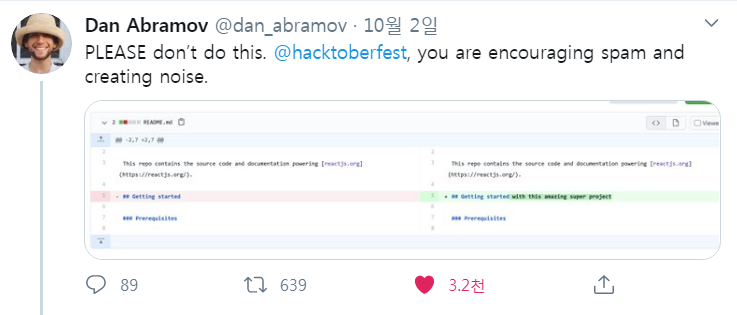 Dan Abramov @dan_abramov · 10월 2일
PLEASE don't do this. @hacktoberfest, you are encouraging spam and
creating noise.
2 README.md
<> Viewe
@@ -2,7 +2,7 @@
2 2
3 This repo contains the source code and documentation powering [reactjs.org] 3 This repo contains the source code and documentation powering [reactjs.org]
(https://reactjs.org/). (https://reactjs.org/).
4 4
5 - ## Getting started 5 + ## Getting started with this amazing super project
6 6
7 ### Prerequisites 7 ### Prerequisites
8 8
89 639 3.2천